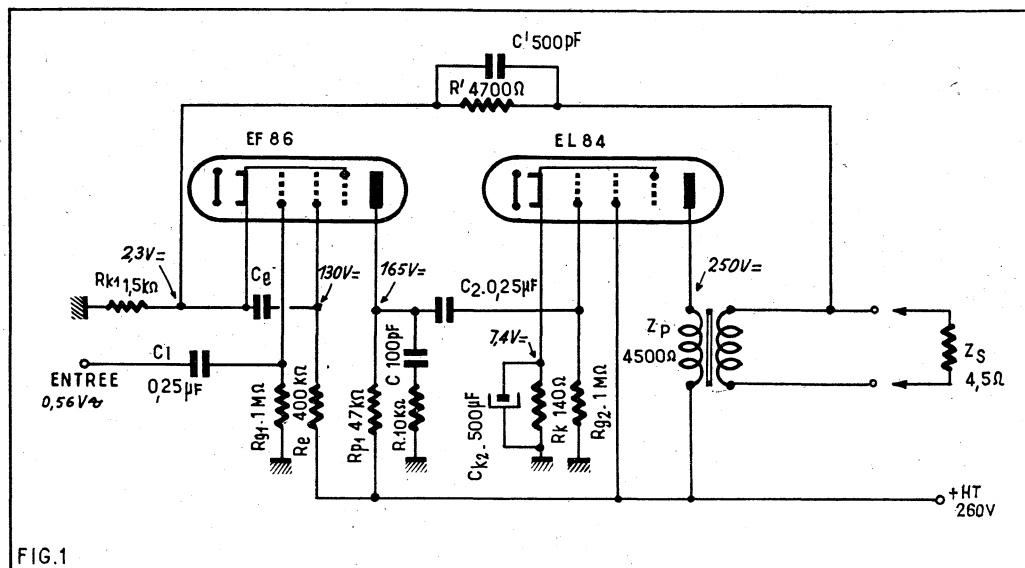 C' 500pF
R' 4700Ω
EF 86
EL 84
2,3V=
130V=
165V=
250V=
Rk1 1,5kΩ
Ce
C2.0,25µF
7,4V=
ZP
4500Ω
ZS
4,5Ω
C1
0,25µF
ENTREE
0,56V~
Rg1.1MΩ
Re 400KΩ
Rp1 47kΩ
C 100pF
R.10KΩ
Ck2.500µF
Rk 140Ω
Rg2.1MΩ
+HT
260V
FIG.1